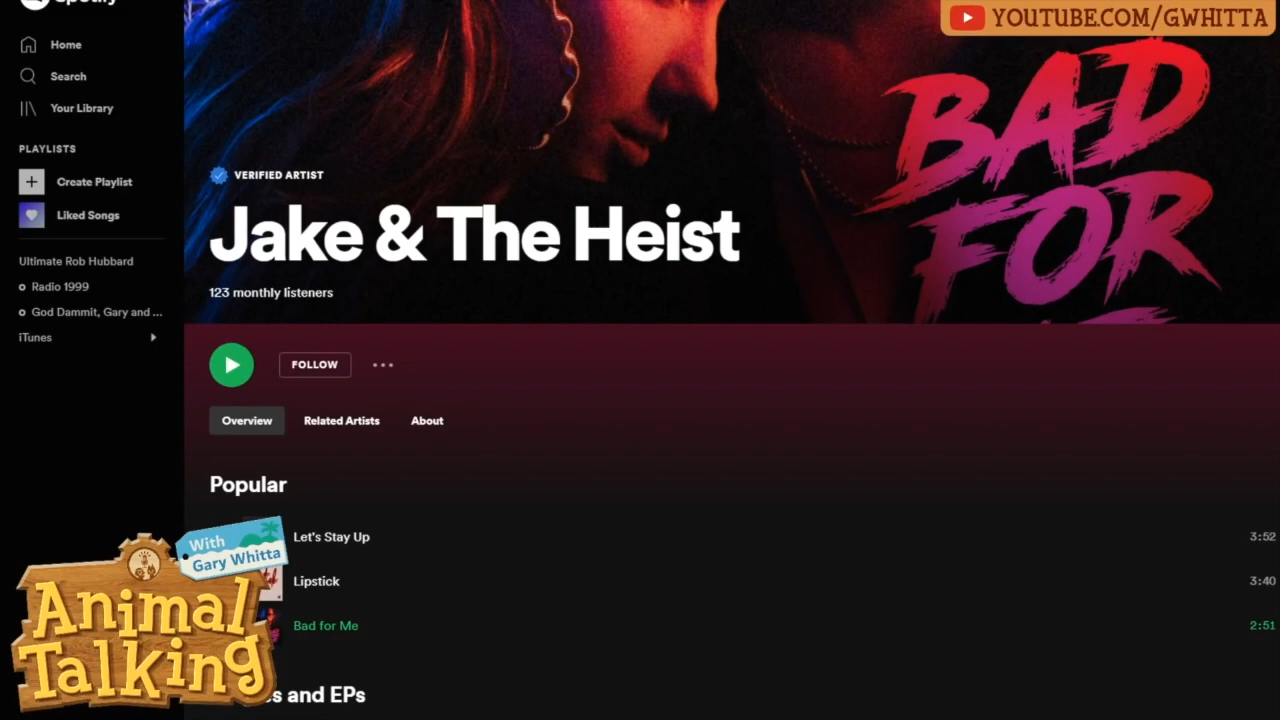 Spotify
YOUTUBE.COM/GWHITTA
Home
Search
Your Library
PLAYLISTS
Create Playlist
Liked Songs
Ultimate Rob Hubbard
Radio 1999
God Dammit, Gary and ...
iTunes
BAD
FOR
VERIFIED ARTIST
Jake & The Heist
123 monthly listeners
FOLLOW
Overview Related Artists About
Popular
Let's Stay Up 3:52
Lipstick 3:40
Bad for Me 2:51
s and EPs
With
Gary Whitta
Animal
Talking